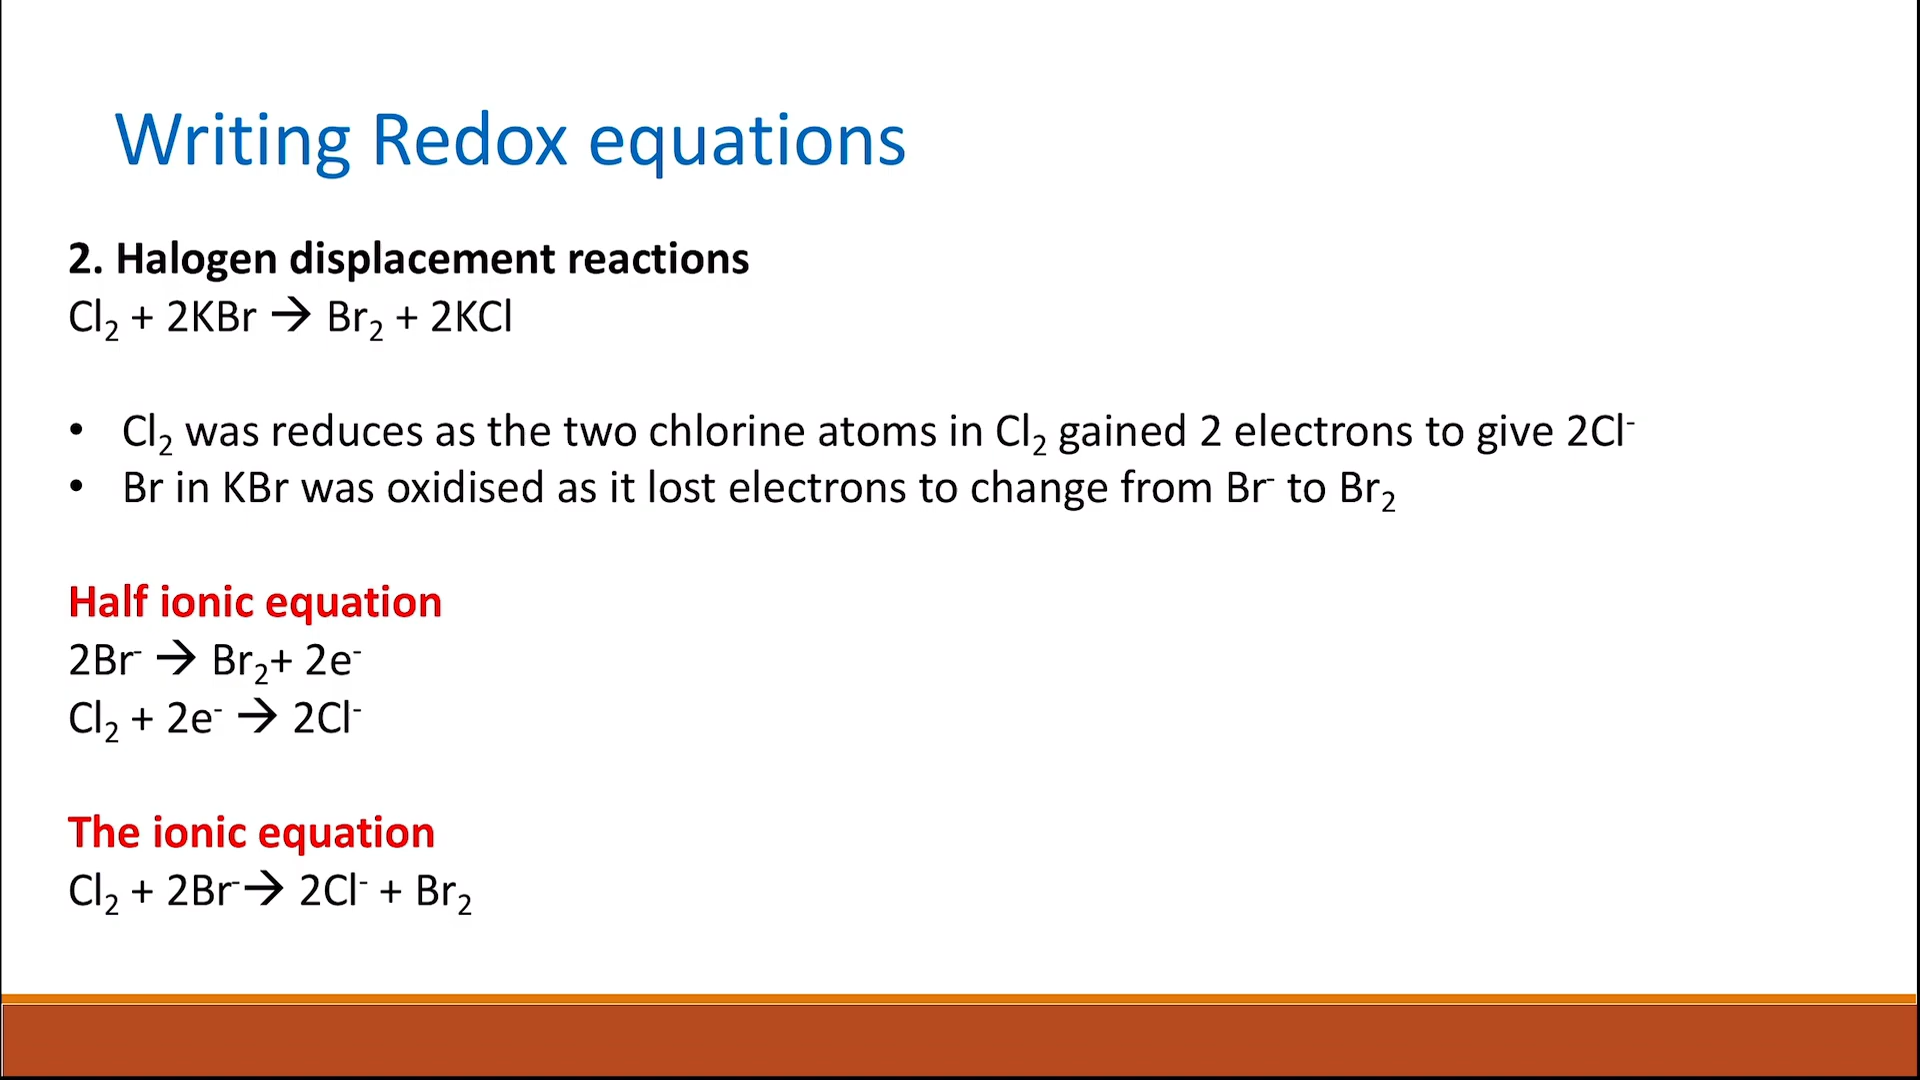 Writing Redox equations
2. Halogen displacement reactions
Cl₂ + 2KBr → Br₂ + 2KCl
• Cl₂ was reduces as the two chlorine atoms in Cl₂ gained 2 electrons to give 2Cl⁻
• Br in KBr was oxidised as it lost electrons to change from Br⁻ to Br₂
Half ionic equation
2Br⁻ → Br₂+ 2e⁻
Cl₂ + 2e⁻ → 2Cl⁻
The ionic equation
Cl₂ + 2Br⁻→ 2Cl⁻ + Br₂